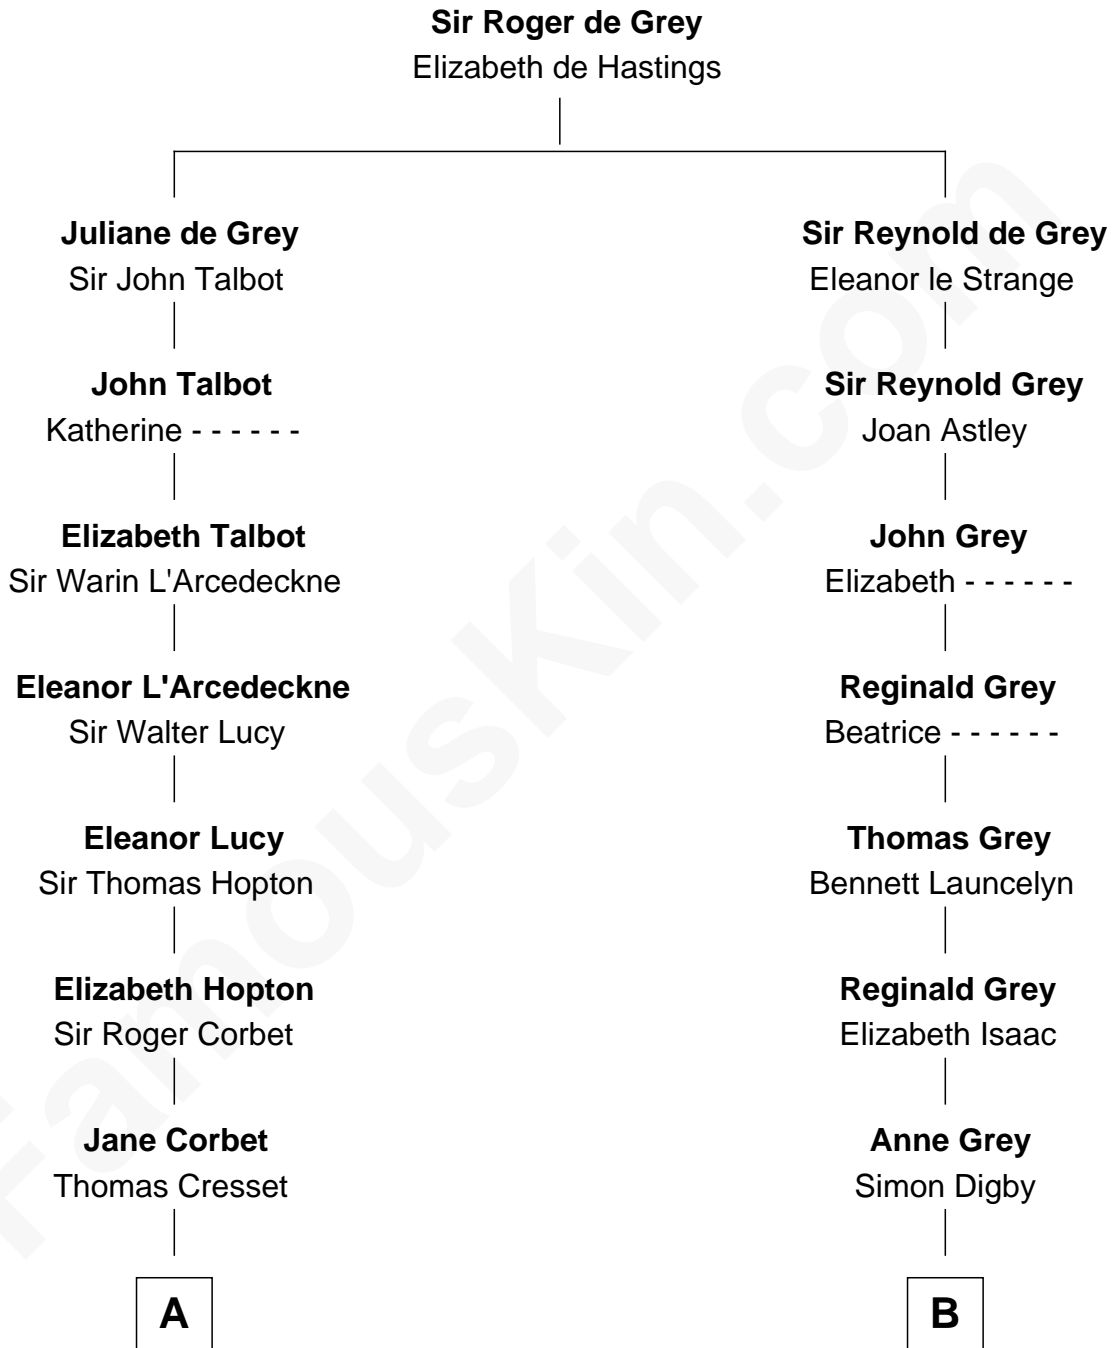 Sir Roger de Grey
Elizabeth de Hastings
Juliane de Grey
Sir John Talbot
Sir Reynold de Grey
Eleanor le Strange
John Talbot
Katherine - - - - - -
Sir Reynold Grey
Joan Astley
Elizabeth Talbot
Sir Warin L'Arcedeckne
John Grey
Elizabeth - - - - - -
Eleanor L'Arcedeckne
Sir Walter Lucy
Reginald Grey
Beatrice - - - - - -
Eleanor Lucy
Sir Thomas Hopton
Thomas Grey
Bennett Launcelyn
Elizabeth Hopton
Sir Roger Corbet
Reginald Grey
Elizabeth Isaac
Jane Corbet
Thomas Cresset
Anne Grey
Simon Digby
A
B
FamousKin.com